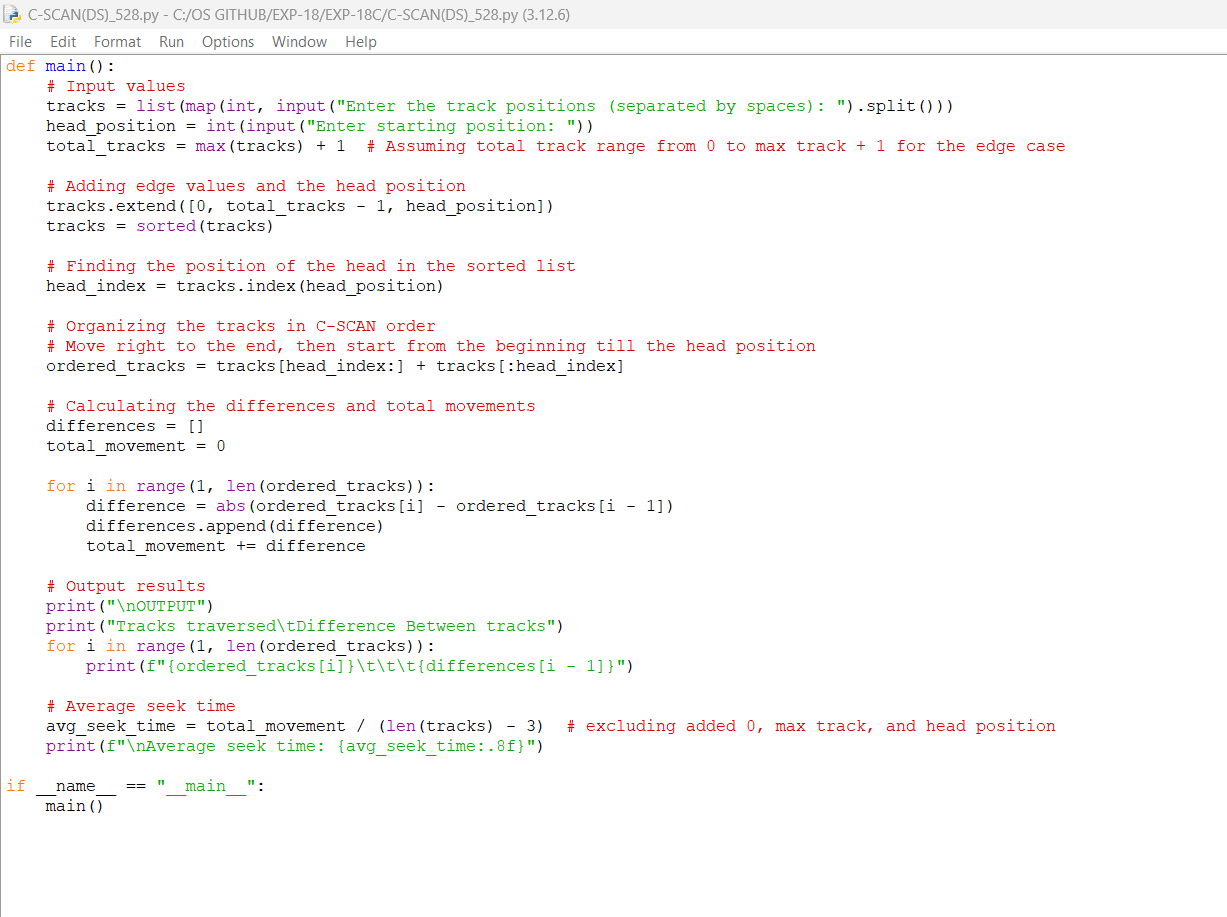 C-SCAN(DS)_528.py - C:/OS GITHUB/EXP-18/EXP-18C/C-SCAN(DS)_528.py (3.12.6)
File Edit Format Run Options Window Help
def main():
    # Input values
    tracks = list(map(int, input("Enter the track positions (separated by spaces): ").split()))
    head_position = int(input("Enter starting position: "))
    total_tracks = max(tracks) + 1  # Assuming total track range from 0 to max track + 1 for the edge case

    # Adding edge values and the head position
    tracks.extend([0, total_tracks - 1, head_position])
    tracks = sorted(tracks)

    # Finding the position of the head in the sorted list
    head_index = tracks.index(head_position)

    # Organizing the tracks in C-SCAN order
    # Move right to the end, then start from the beginning till the head position
    ordered_tracks = tracks[head_index:] + tracks[:head_index]

    # Calculating the differences and total movements
    differences = []
    total_movement = 0

    for i in range(1, len(ordered_tracks)):
        difference = abs(ordered_tracks[i] - ordered_tracks[i - 1])
        differences.append(difference)
        total_movement += difference

    # Output results
    print("\nOUTPUT")
    print("Tracks traversed\tDifference Between tracks")
    for i in range(1, len(ordered_tracks)):
        print(f"{ordered_tracks[i]}\t\t\t{differences[i - 1]}")

    # Average seek time
    avg_seek_time = total_movement / (len(tracks) - 3)  # excluding added 0, max track, and head position
    print(f"\nAverage seek time: {avg_seek_time:.8f}")

if __name__ == "__main__":
    main()